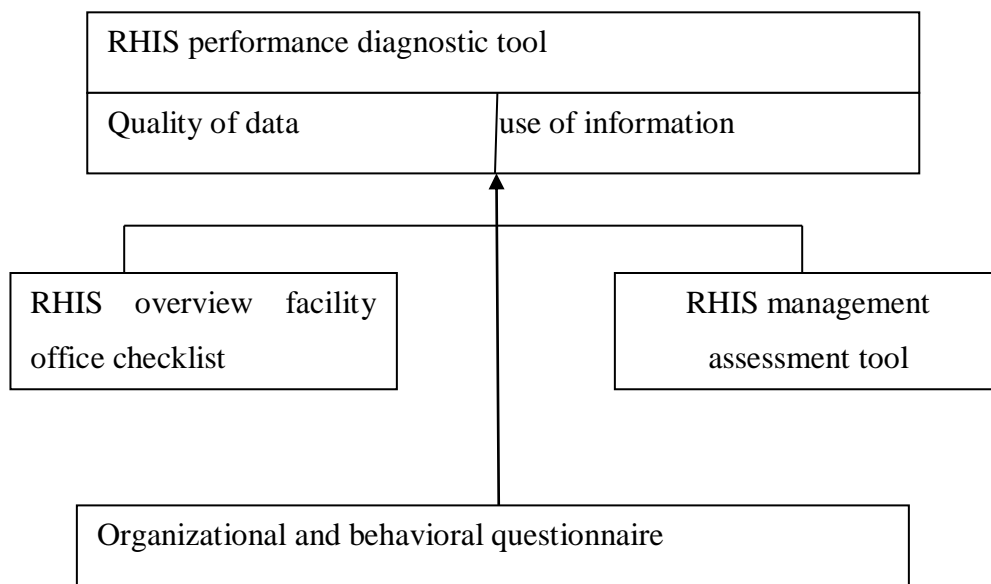 RHIS performance diagnostic tool
Quality of data
use of information
RHIS overview facility
office checklist
RHIS management
assessment tool
Organizational and behavioral questionnaire